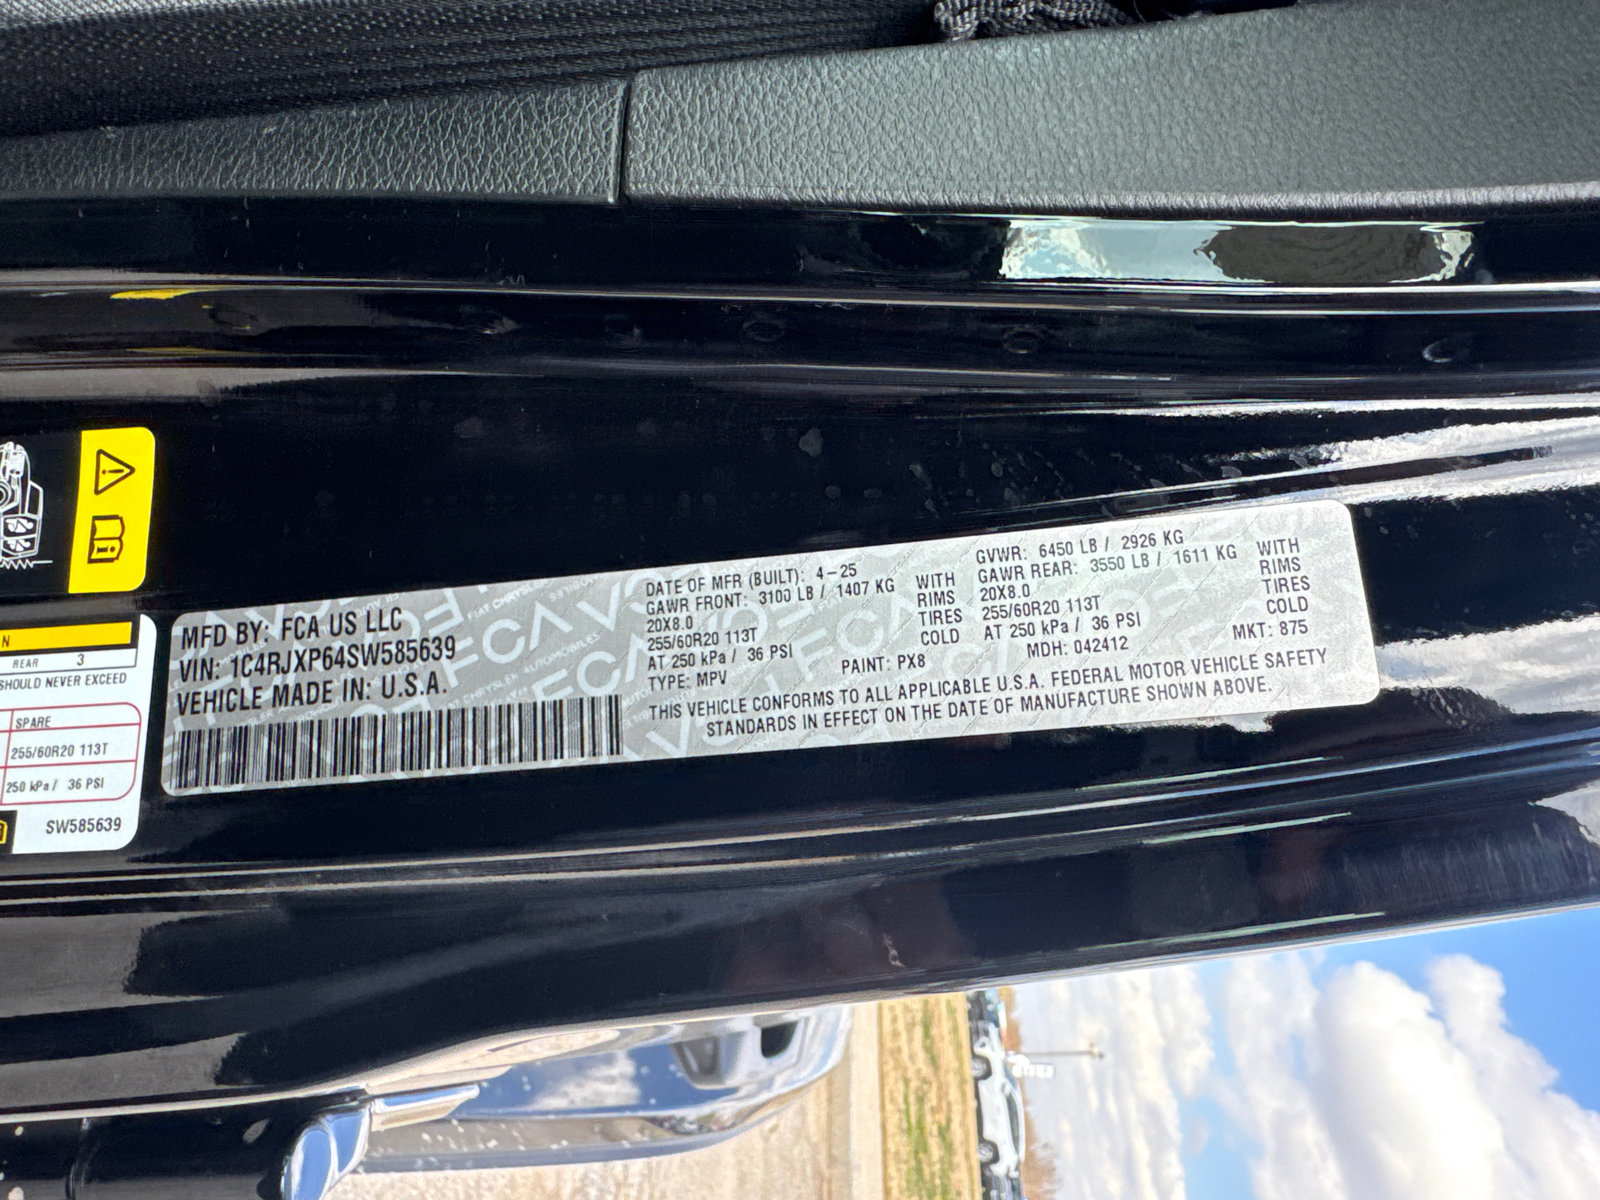 MFD BY: FCA US LLC
VIN: 1C4RJXP64SW585639
VEHICLE MADE IN: U.S.A.
DATE OF MFR (BUILT): 4-25
GAWR FRONT: 3100 LB / 1407 KG
20X8.0
255/60R20 113T
AT 250 kPa / 36 PSI
TYPE: MPV
WITH
RIMS
TIRES
COLD
PAINT: PX8
GVWR: 6450 LB / 2926 KG
GAWR REAR: 3550 LB / 1611 KG
20X8.0
255/60R20 113T
AT 250 kPa / 36 PSI
MDH: 042412
WITH
RIMS
TIRES
COLD
MKT: 875
THIS VEHICLE CONFORMS TO ALL APPLICABLE U.S.A. FEDERAL MOTOR VEHICLE SAFETY
STANDARDS IN EFFECT ON THE DATE OF MANUFACTURE SHOWN ABOVE.
N
REAR 3
SHOULD NEVER EXCEED
SPARE
255/60R20 113T
250 kPa / 36 PSI
SW585639